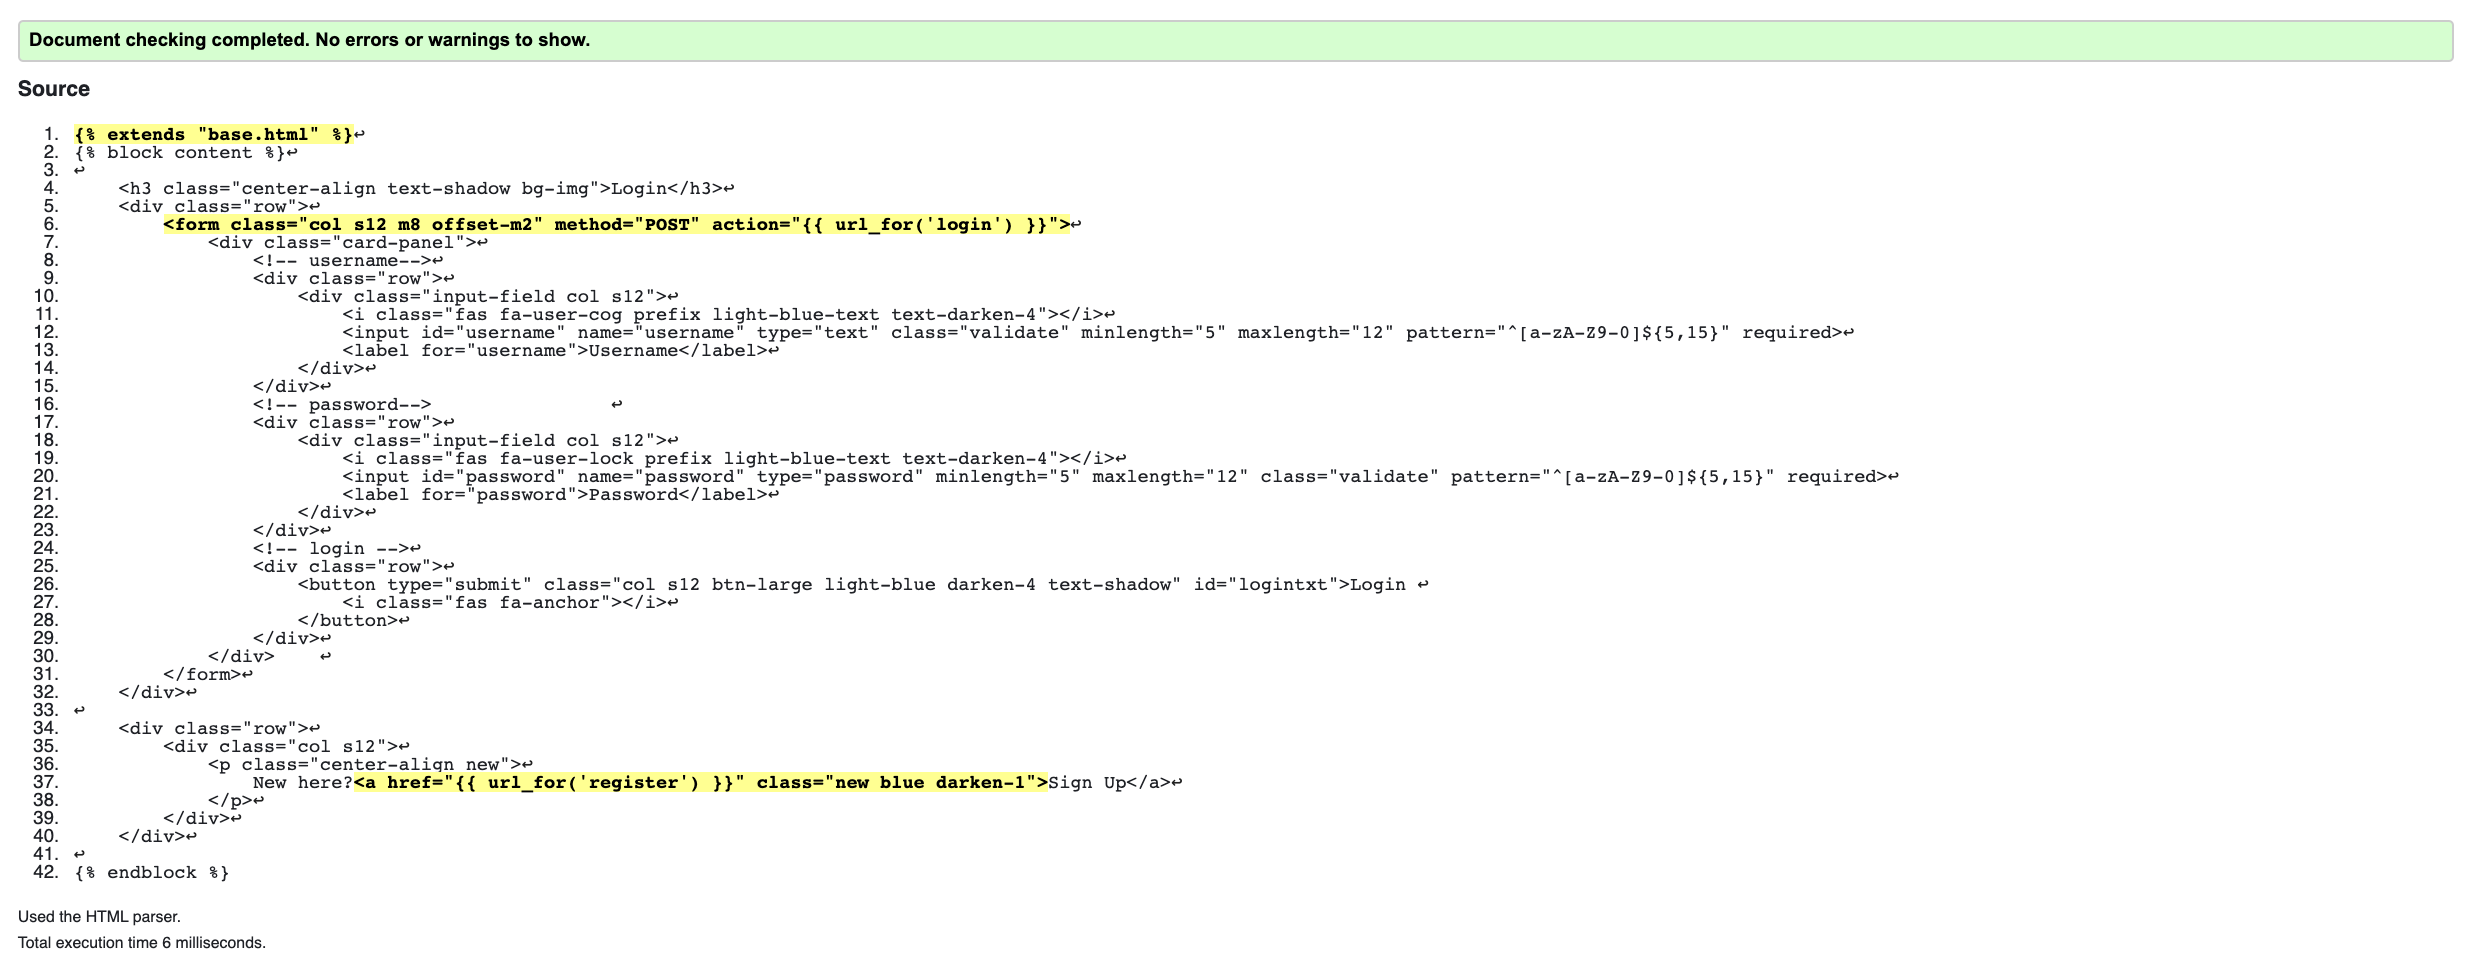 Document checking completed. No errors or warnings to show.
Source
1. {% extends "base.html" %}↩
2. {% block content %}↩
3. ↩
4.     <h3 class="center-align text-shadow bg-img">Login</h3>↩
5.     <div class="row">↩
6.         <form class="col s12 m8 offset-m2" method="POST" action="{{ url_for('login') }}">↩
7.             <div class="card-panel">↩
8.                 <!-- username-->↩
9.                 <div class="row">↩
10.                     <div class="input-field col s12">↩
11.                         <i class="fas fa-user-cog prefix light-blue-text text-darken-4"></i>↩
12.                         <input id="username" name="username" type="text" class="validate" minlength="5" maxlength="12" pattern="^[a-zA-Z9-0]${5,15}" required>↩
13.                         <label for="username">Username</label>↩
14.                     </div>↩
15.                 </div>↩
16.                 <!-- password-->                ↩
17.                 <div class="row">↩
18.                     <div class="input-field col s12">↩
19.                         <i class="fas fa-user-lock prefix light-blue-text text-darken-4"></i>↩
20.                         <input id="password" name="password" type="password" minlength="5" maxlength="12" class="validate" pattern="^[a-zA-Z9-0]${5,15}" required>↩
21.                         <label for="password">Password</label>↩
22.                     </div>↩
23.                 </div>↩
24.                 <!-- login -->↩
25.                 <div class="row">↩
26.                     <button type="submit" class="col s12 btn-large light-blue darken-4 text-shadow" id="logintxt">Login ↩
27.                         <i class="fas fa-anchor"></i>↩
28.                     </button>↩
29.                 </div>↩
30.             </div>    ↩
31.         </form>↩
32.     </div>↩
33. ↩
34.     <div class="row">↩
35.         <div class="col s12">↩
36.             <p class="center-align new">↩
37.                 New here?<a href="{{ url_for('register') }}" class="new blue darken-1">Sign Up</a>↩
38.             </p>↩
39.         </div>↩
40.     </div>↩
41. ↩
42. {% endblock %}
Used the HTML parser.
Total execution time 6 milliseconds.